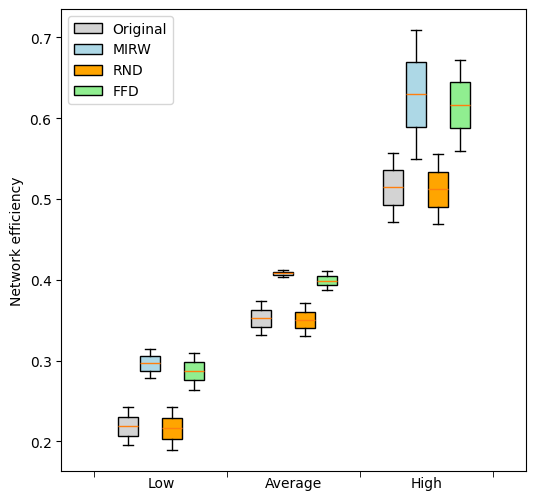 Original
MIRW
RND
FFD
Network efficiency
0.7
0.6
0.5
0.4
0.3
0.2
Low
Average
High